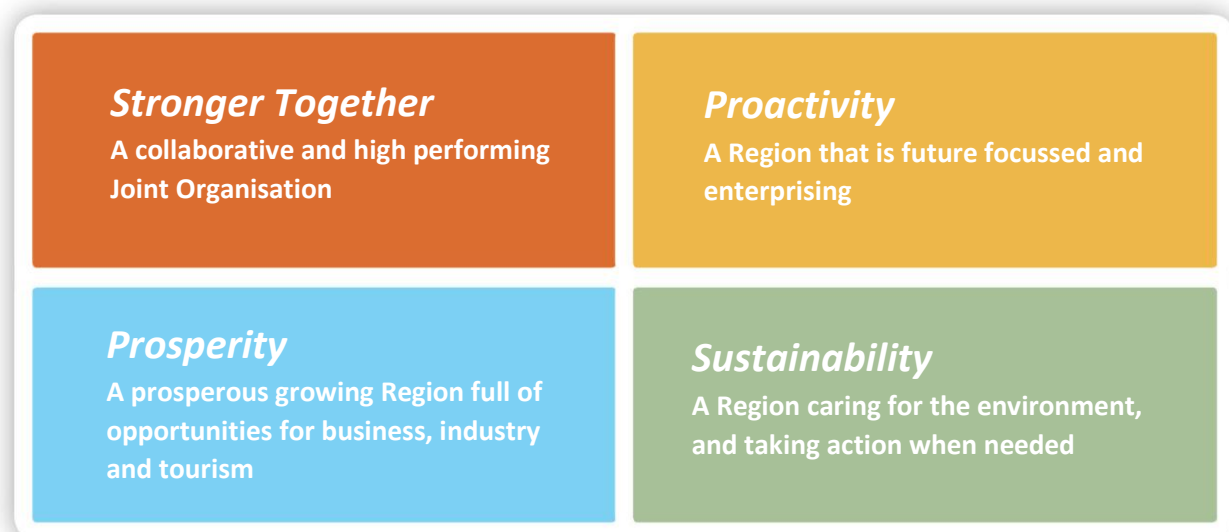 Stronger Together
A collaborative and high performing
Joint Organisation
Proactivity
A Region that is future focussed and
enterprising
Prosperity
A prosperous growing Region full of
opportunities for business, industry
and tourism
Sustainability
A Region caring for the environment,
and taking action when needed